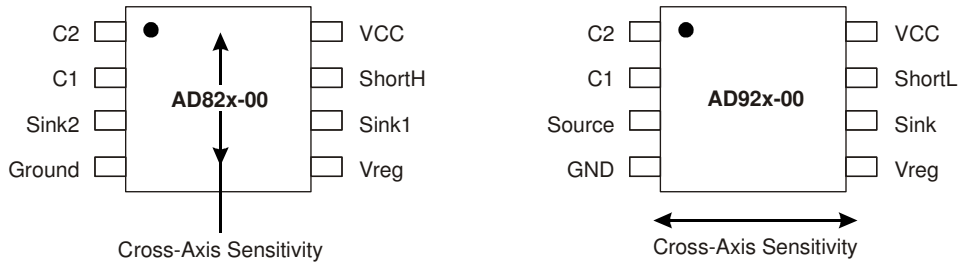 C2 VCC C2 VCC
C1 ShortH C1 ShortL
AD82x-00 AD92x-00
Sink2 Sink1 Source Sink
Ground Vreg GND Vreg
Cross-Axis Sensitivity Cross-Axis Sensitivity